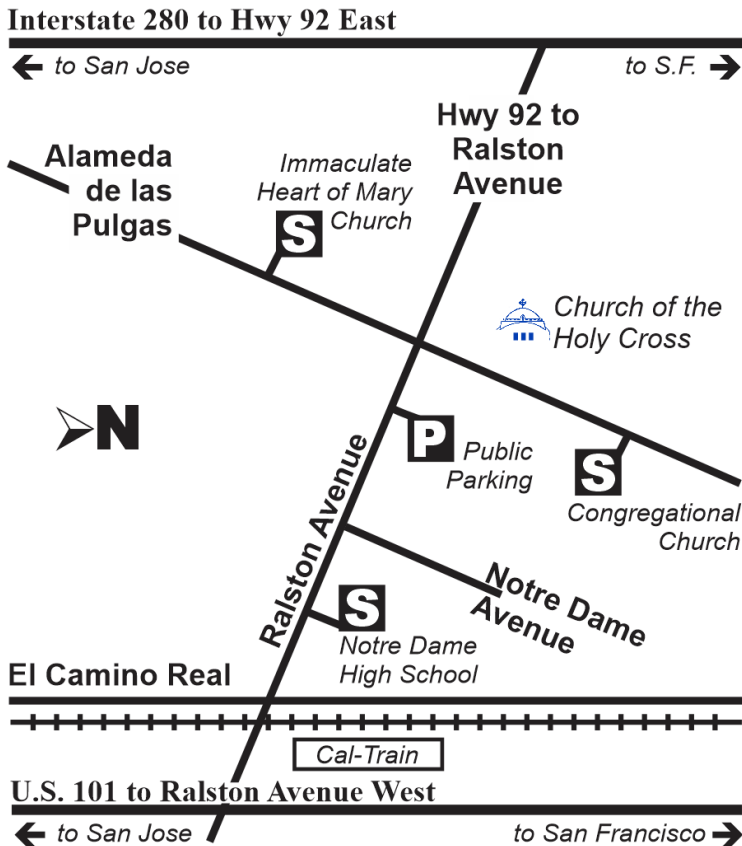 Interstate 280 to Hwy 92 East
to San Jose
to S.F.
Hwy 92 to
Ralston
Avenue
Alameda
de las
Pulgas
Immaculate
Heart of Mary
Church
S
Church of the
Holy Cross
N
P
Public
Parking
S
Congregational
Church
Ralston Avenue
Notre Dame
Avenue
S
Notre Dame
High School
El Camino Real
Cal-Train
U.S. 101 to Ralston Avenue West
to San Jose
to San Francisco